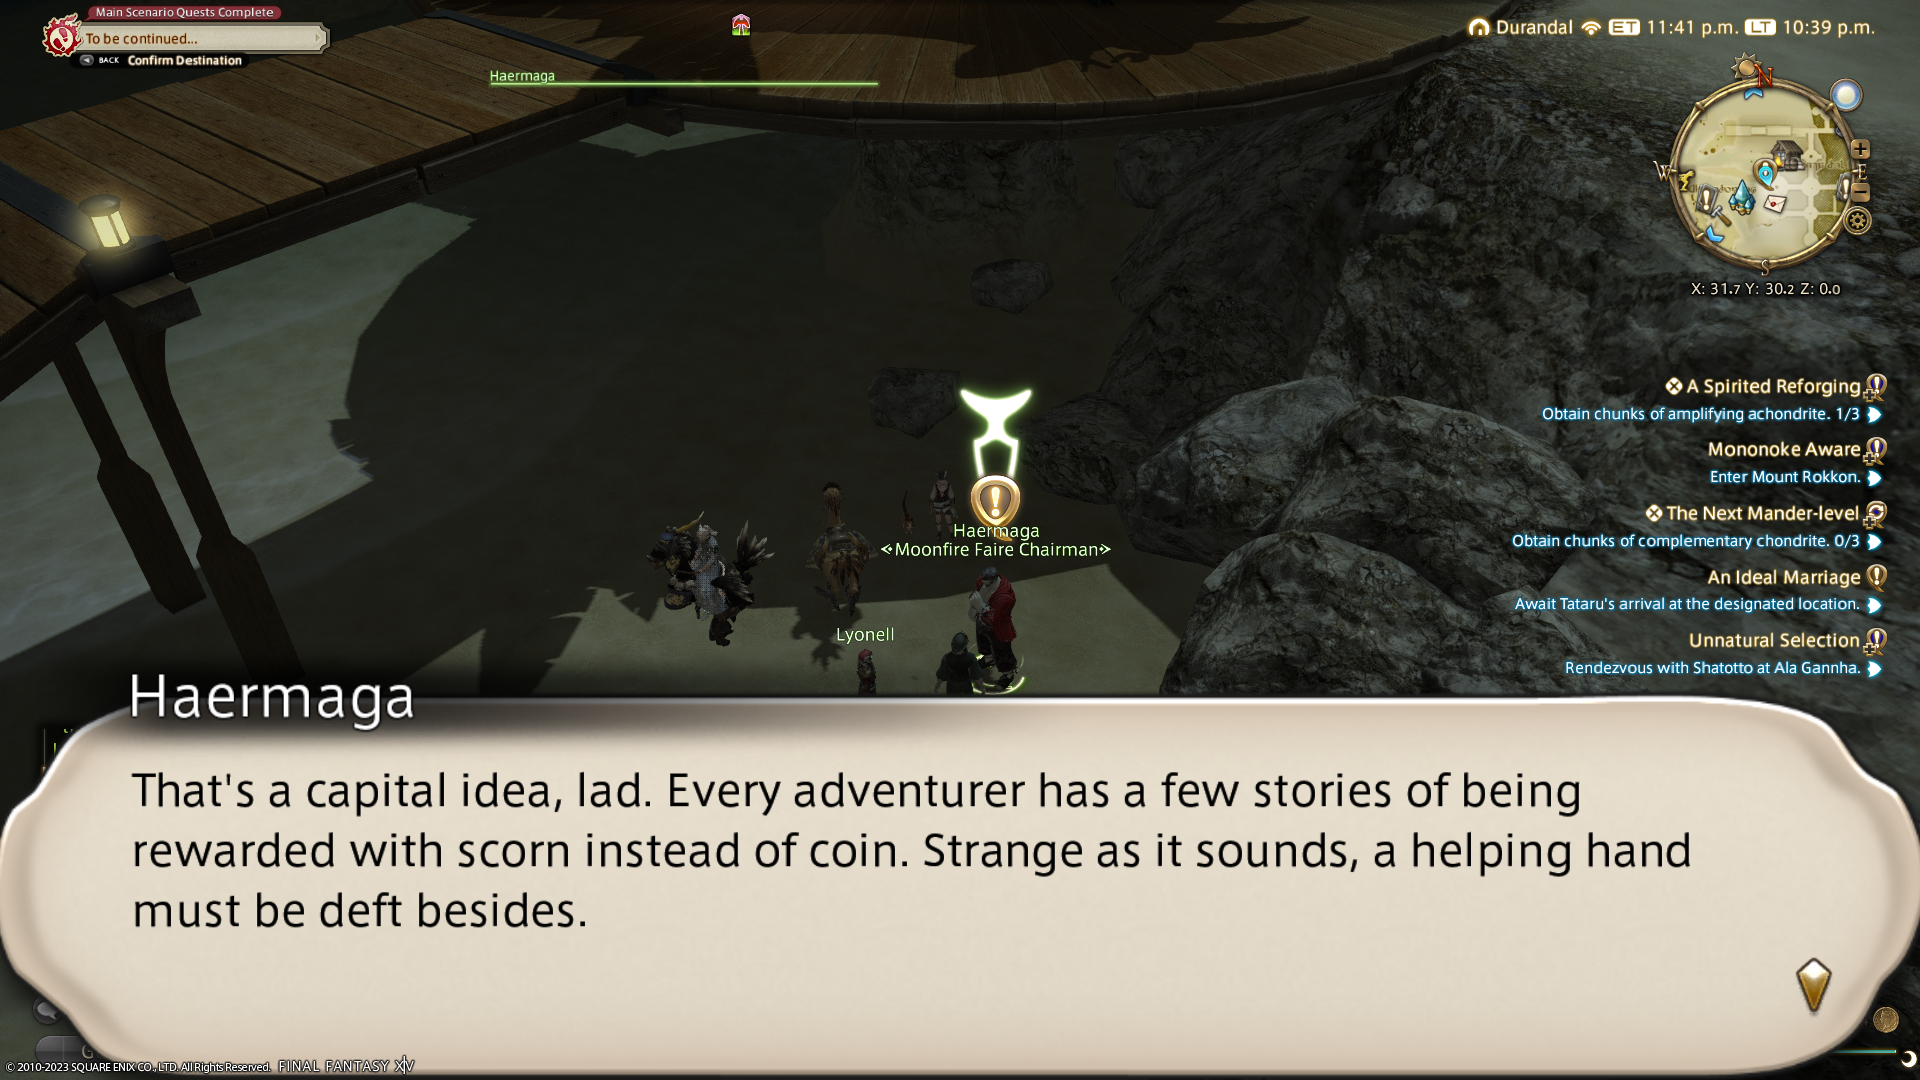 Main Scenario Quests Complete
To be continued...
BACK Confirm Destination
Haermaga
Durandal ET 11:41 p.m. LT 10:39 p.m.
N
W
E
S
X: 31.7 Y: 30.2 Z: 0.0
A Spirited Reforging
Obtain chunks of amplifying achondrite. 1/3
Mononoke Aware
Enter Mount Rokkon.
The Next Mander-level
Obtain chunks of complementary chondrite. 0/3
An Ideal Marriage
Await Tataru's arrival at the designated location.
Unnatural Selection
Rendezvous with Shatotto at Ala Gannha.
Haermaga
<Moonfire Faire Chairman>
Lyonell
Haermaga
That's a capital idea, lad. Every adventurer has a few stories of being
rewarded with scorn instead of coin. Strange as it sounds, a helping hand
must be deft besides.
© 2010-2023 SQUARE ENIX CO., LTD. All Rights Reserved. FINAL FANTASY XIV